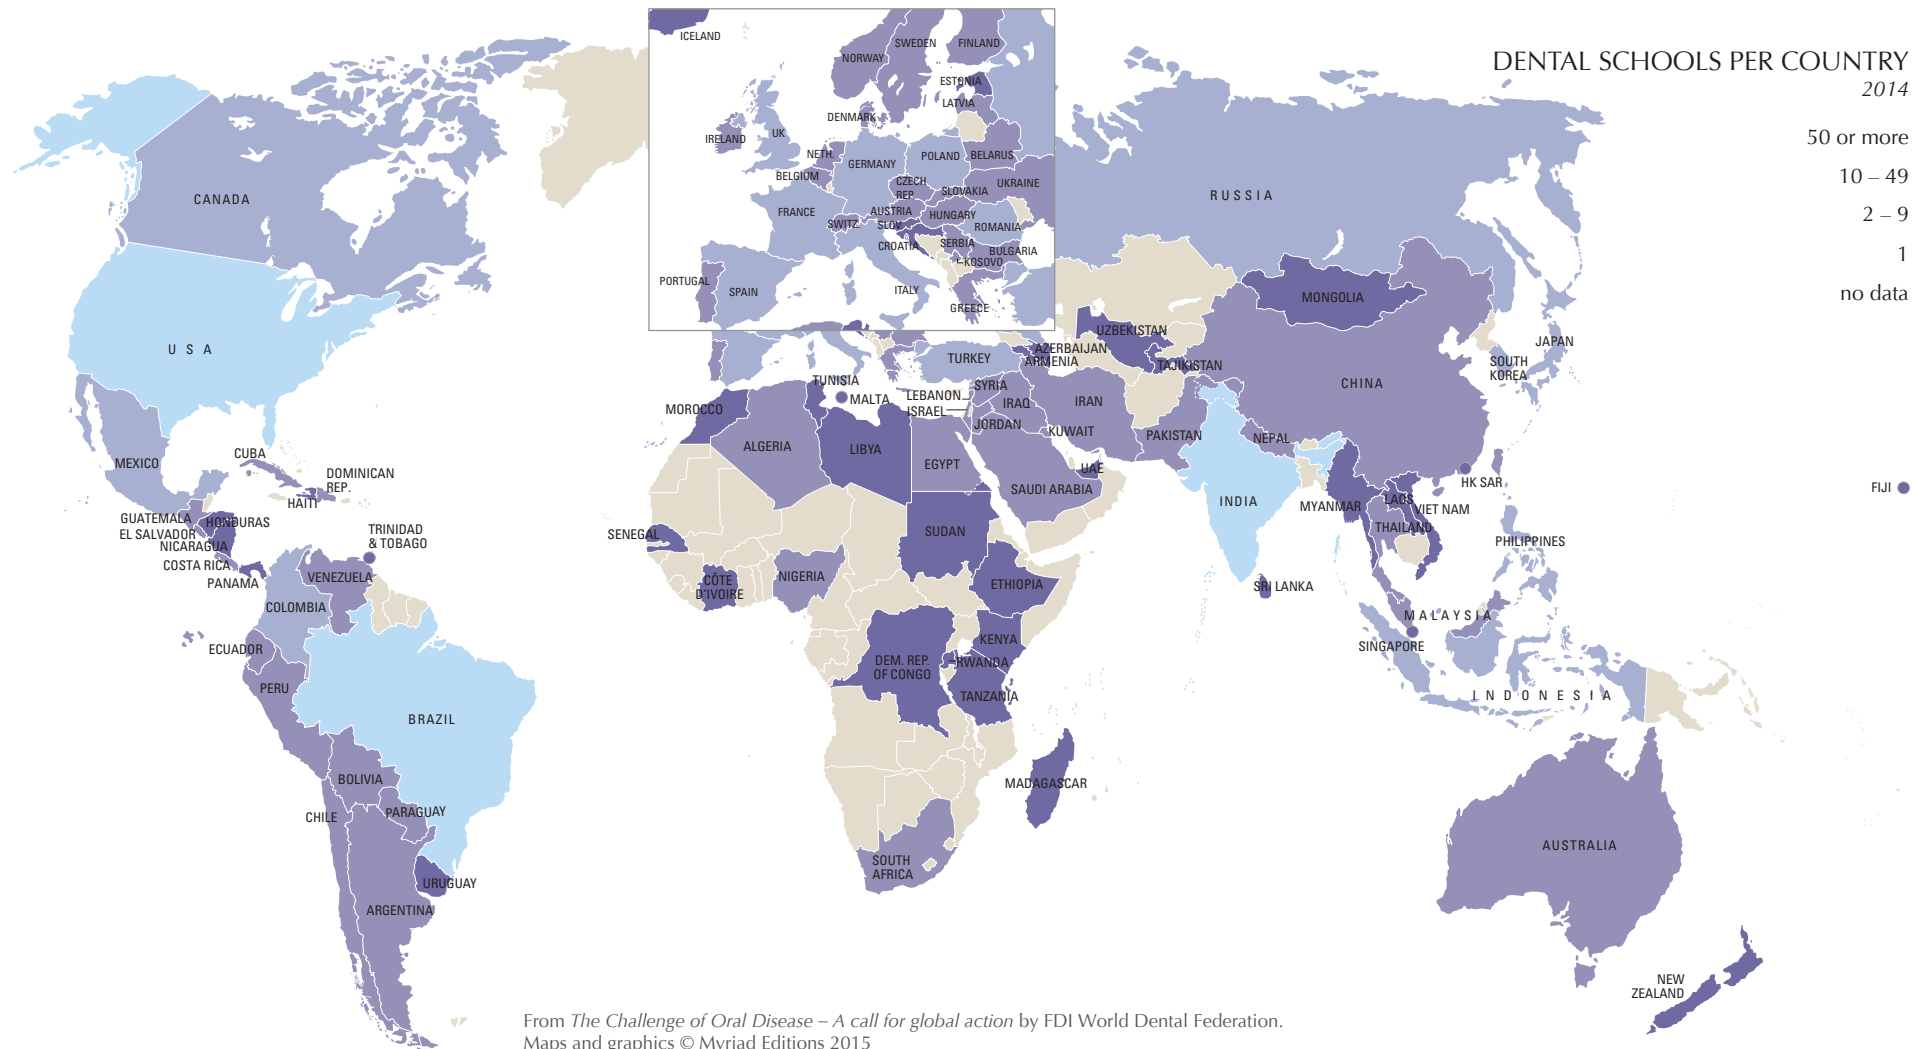 DENTAL SCHOOLS PER COUNTRY
2014
50 or more
10 – 49
2 – 9
1
no data
ICELAND
NORWAY
SWEDEN
FINLAND
ESTONIA
LATVIA
DENMARK
IRELAND
UK
NETH.
BELGIUM
GERMANY
POLAND
BELARUS
CZECH
REP.
SLOVAKIA
UKRAINE
FRANCE
AUSTRIA
SWITZ.
SLOV.
HUNGARY
ROMANIA
CROATIA
SERBIA
BULGARIA
KOSOVO
PORTUGAL
SPAIN
ITALY
GREECE
CANADA
USA
MEXICO
CUBA
DOMINICAN
REP.
HAITI
GUATEMALA
HONDURAS
EL SALVADOR
NICARAGUA
COSTA RICA
PANAMA
TRINIDAD
& TOBAGO
VENEZUELA
COLOMBIA
ECUADOR
PERU
BRAZIL
BOLIVIA
PARAGUAY
CHILE
URUGUAY
ARGENTINA
RUSSIA
MONGOLIA
UZBEKISTAN
AZERBAIJAN
ARMENIA
TAJIKISTAN
TURKEY
TUNISIA
MALTA
LEBANON
ISRAEL
SYRIA
IRAQ
IRAN
JORDAN
KUWAIT
MOROCCO
ALGERIA
LIBYA
EGYPT
SAUDI ARABIA
UAE
PAKISTAN
NEPAL
INDIA
CHINA
JAPAN
SOUTH
KOREA
HK SAR
MYANMAR
LAOS
VIET NAM
THAILAND
PHILIPPINES
SRI LANKA
MALAYSIA
SINGAPORE
INDONESIA
FIJI
SENEGAL
CÔTE
D'IVOIRE
NIGERIA
SUDAN
ETHIOPIA
KENYA
RWANDA
DEM. REP.
OF CONGO
TANZANIA
MADAGASCAR
SOUTH
AFRICA
AUSTRALIA
NEW
ZEALAND
From The Challenge of Oral Disease – A call for global action by FDI World Dental Federation.
Maps and graphics © Myriad Editions 2015